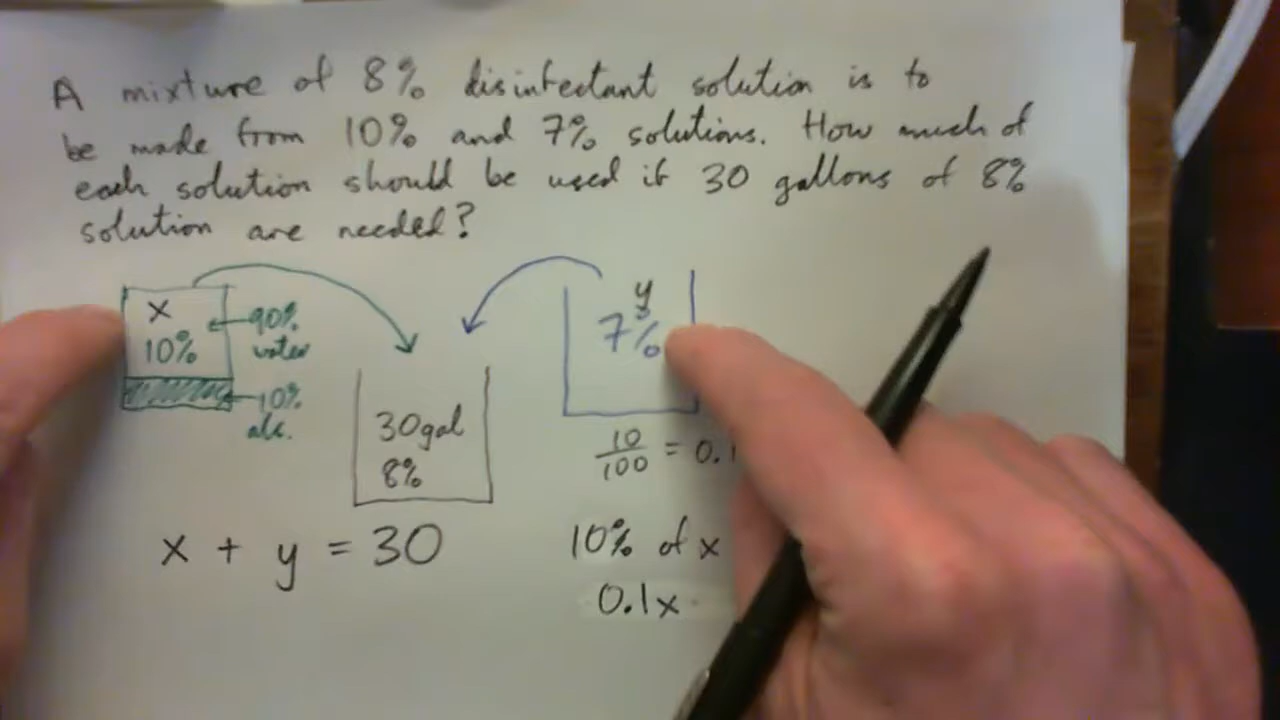 A mixture of 8% disinfectant solution is to
be made from 10% and 7% solutions. How much of
each solution should be used if 30 gallons of 8%
solution are needed?
x
10%
90%
water
10%
alc.
30gal
8%
y
7%
10/100 = 0.1
x + y = 30
10% of x
0.1x